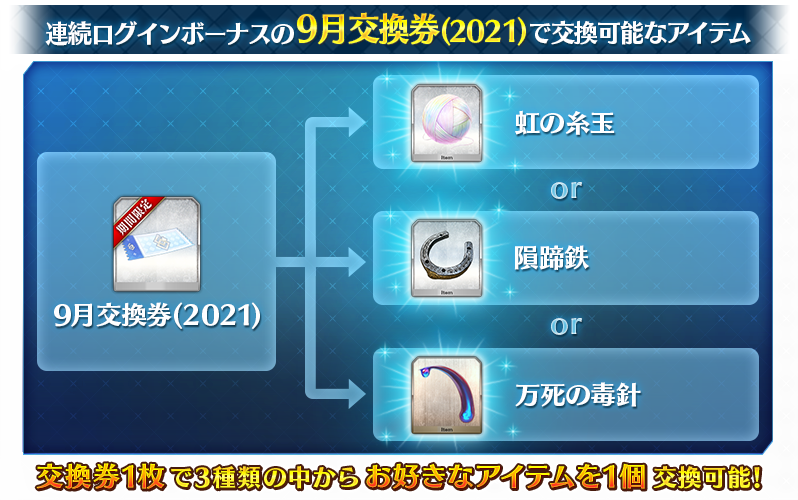 連続ログインボーナスの9月交換券(2021)で交換可能なアイテム
期間限定
9月交換券(2021)
Item
虹の糸玉
or
Item
隕蹄鉄
or
Item
万死の毒針
交換券1枚で3種類の中からお好きなアイテムを1個交換可能!